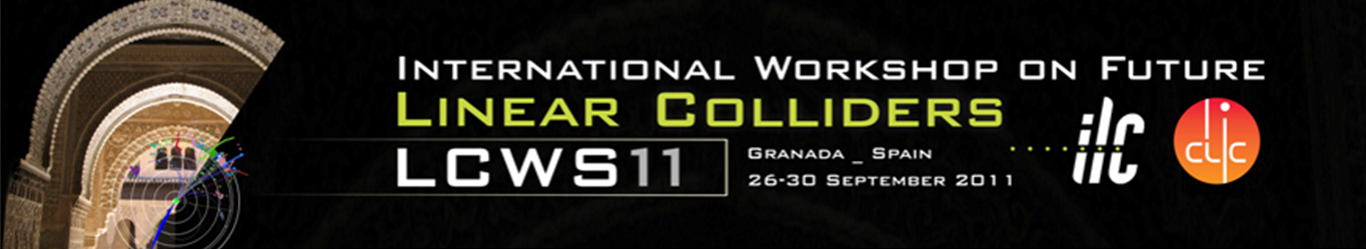 International Workshop on Future
Linear Colliders
LCWS11
Granada _ Spain
26-30 September 2011
ilc
clic